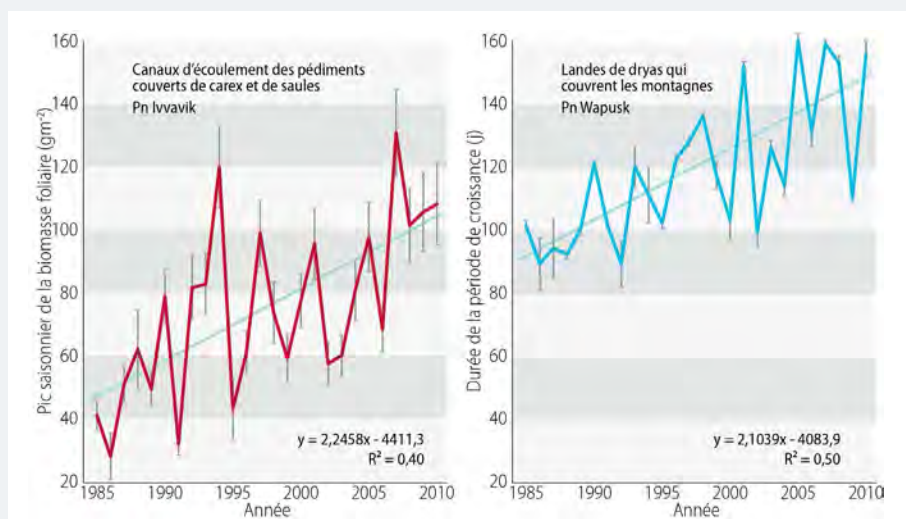 Pic saisonnier de la biomasse foliaire (gm-2)
160
140
120
100
80
60
40
20
Canaux d'écoulement des pédiments
couverts de carex et de saules
Pn Ivvavik
y = 2,2458x - 4411,3
R² = 0,40
1985 1990 1995 2000 2005 2010
Année
Durée de la période de croissance (j)
160
140
120
100
80
60
40
20
Landes de dryas qui
couvrent les montagnes
Pn Wapusk
y = 2,1039x - 4083,9
R² = 0,50
1985 1990 1995 2000 2005 2010
Année